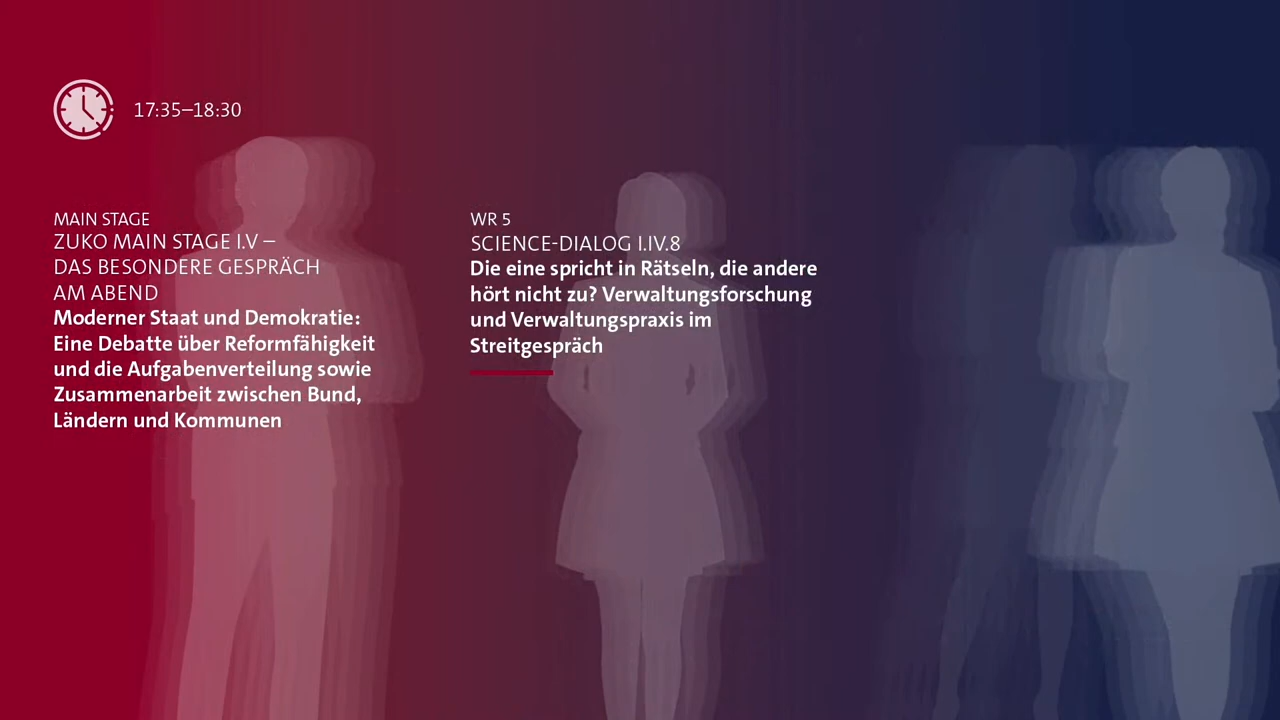 17:35–18:30
MAIN STAGE
ZUKO MAIN STAGE I.V –
DAS BESONDERE GESPRÄCH
AM ABEND
Moderner Staat und Demokratie:
Eine Debatte über Reformfähigkeit
und die Aufgabenverteilung sowie
Zusammenarbeit zwischen Bund,
Ländern und Kommunen
WR 5
SCIENCE-DIALOG I.IV.8
Die eine spricht in Rätseln, die andere
hört nicht zu? Verwaltungsforschung
und Verwaltungspraxis im
Streitgespräch